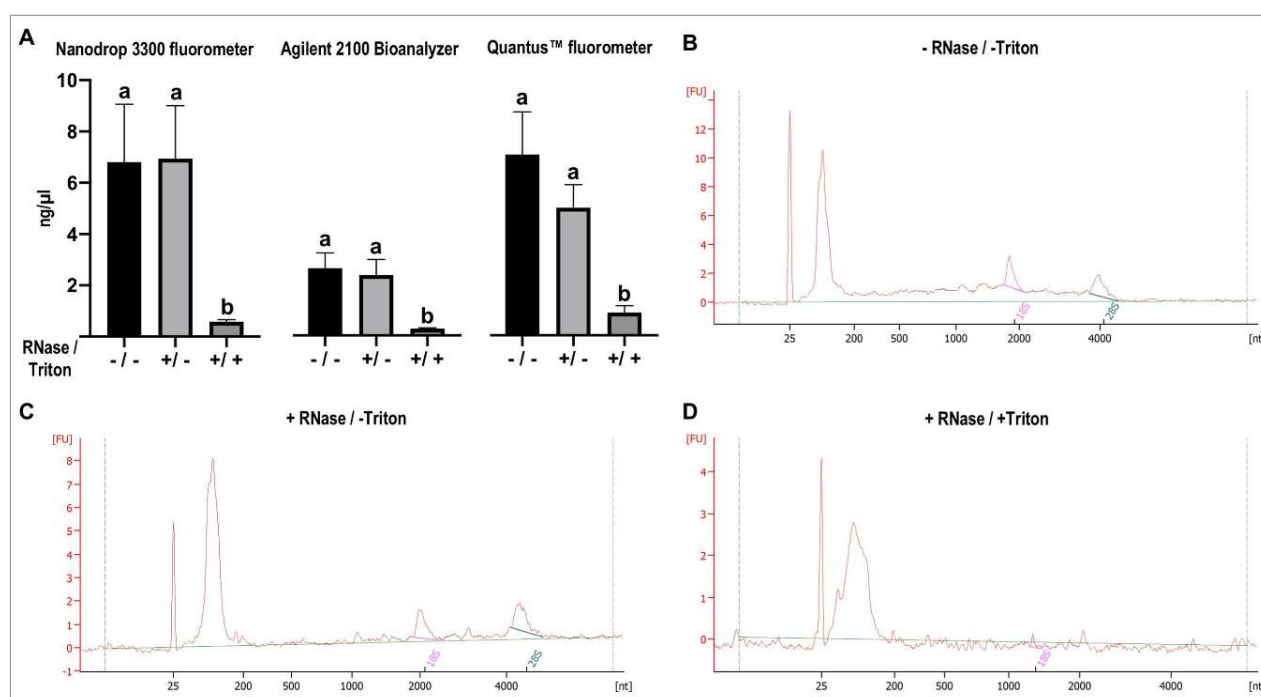 A
Nanodrop 3300 fluorometer Agilent 2100 Bioanalyzer Quantus™ fluorometer
10
8
6
4
2
ng/µl
a a b
a a b
a a b
RNase / Triton
- / - +/ - +/ +
- / - +/ - +/ +
- / - +/ - +/ +
B
- RNase / -Triton
[FU]
12
10
8
6
4
2
0
18S 28S
25 200 500 1000 2000 4000 [nt
C
+ RNase / -Triton
[FU]
8
7
6
5
4
3
2
1
0
-1
18S 28S
25 200 500 1000 2000 4000 [nt]
D
+ RNase / +Triton
[FU]
4
3
2
1
0
18S
25 200 500 1000 2000 4000 [nt]